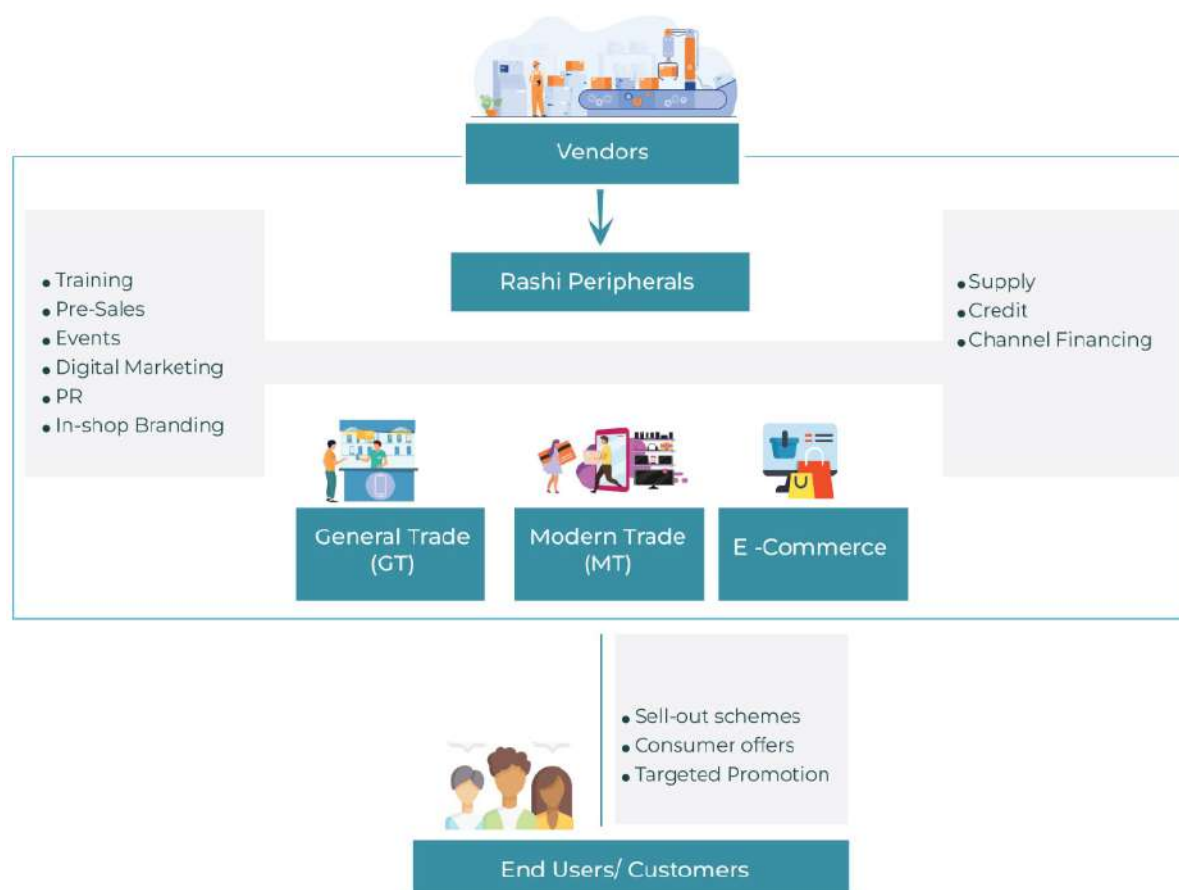 Vendors
Rashi Peripherals
• Training
• Pre-Sales
• Events
• Digital Marketing
• PR
• In-shop Branding
• Supply
• Credit
• Channel Financing
General Trade
(GT)
Modern Trade
(MT)
E -Commerce
• Sell-out schemes
• Consumer offers
• Targeted Promotion
End Users/ Customers